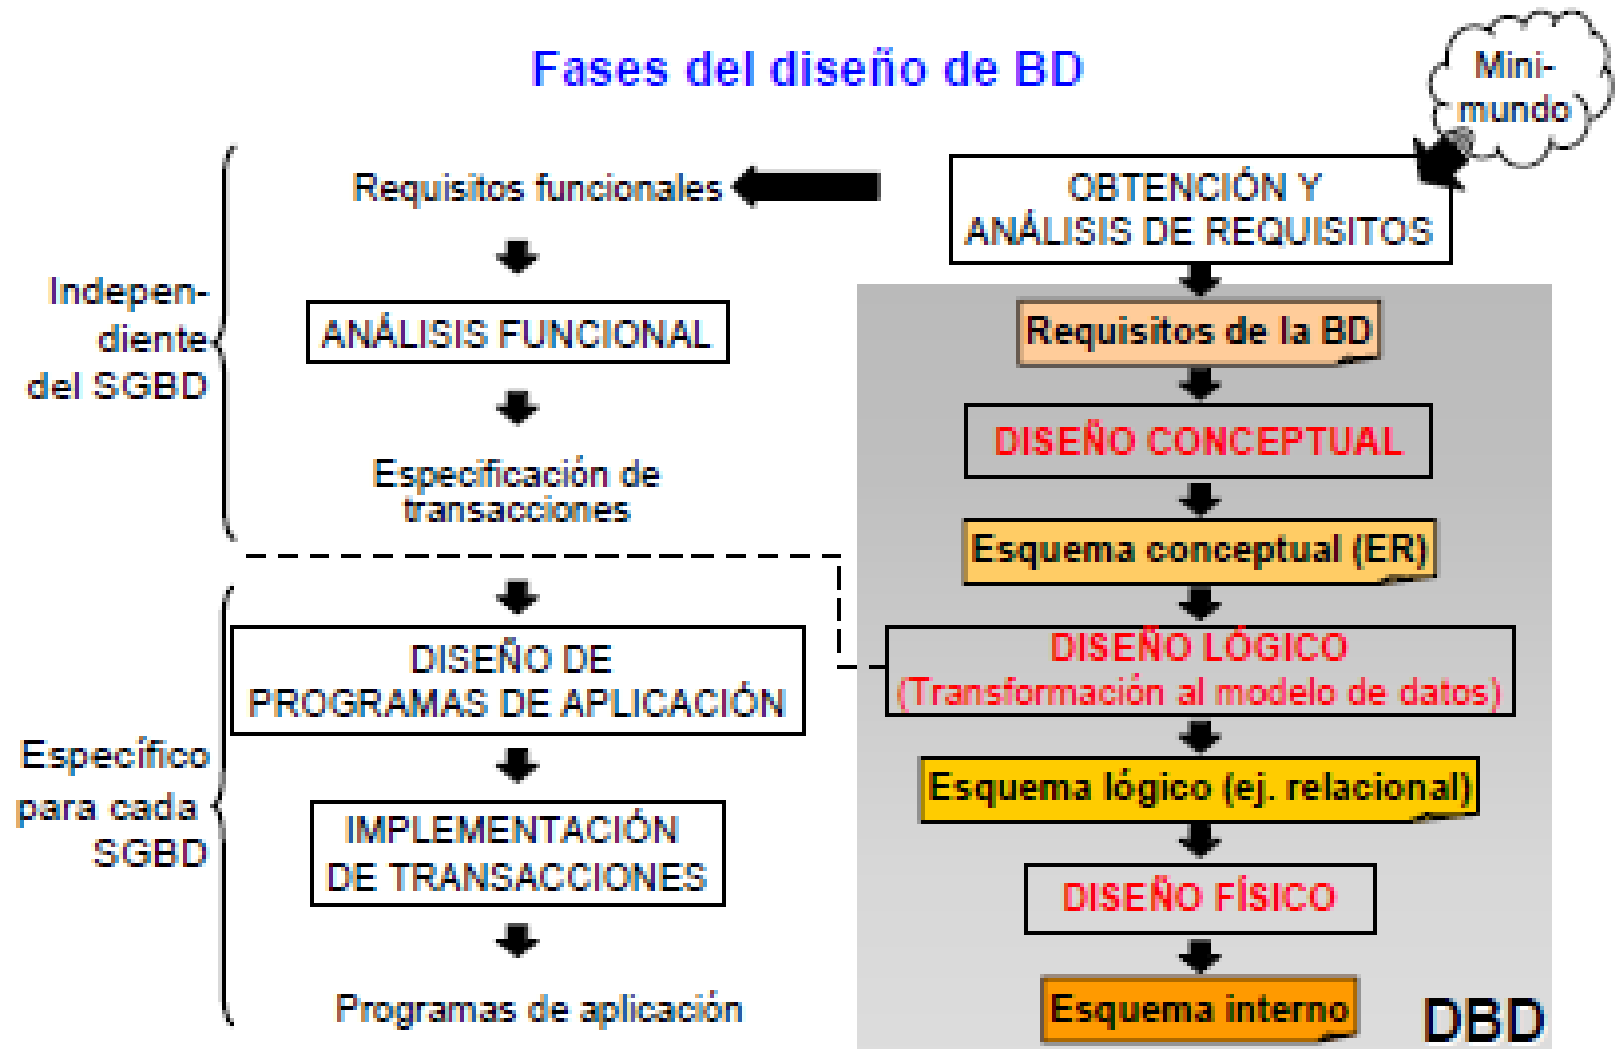 Fases del diseño de BD
Mini-
mundo
Requisitos funcionales
OBTENCIÓN Y
ANÁLISIS DE REQUISITOS
Indepen-
diente
del SGBD
ANÁLISIS FUNCIONAL
Requisitos de la BD
DISEÑO CONCEPTUAL
Especificación de
transacciones
Esquema conceptual (ER)
DISEÑO DE
PROGRAMAS DE APLICACIÓN
DISEÑO LÓGICO
(Transformación al modelo de datos)
Específico
para cada
SGBD
Esquema lógico (ej. relacional)
IMPLEMENTACIÓN
DE TRANSACCIONES
DISEÑO FÍSICO
Programas de aplicación
Esquema interno
DBD